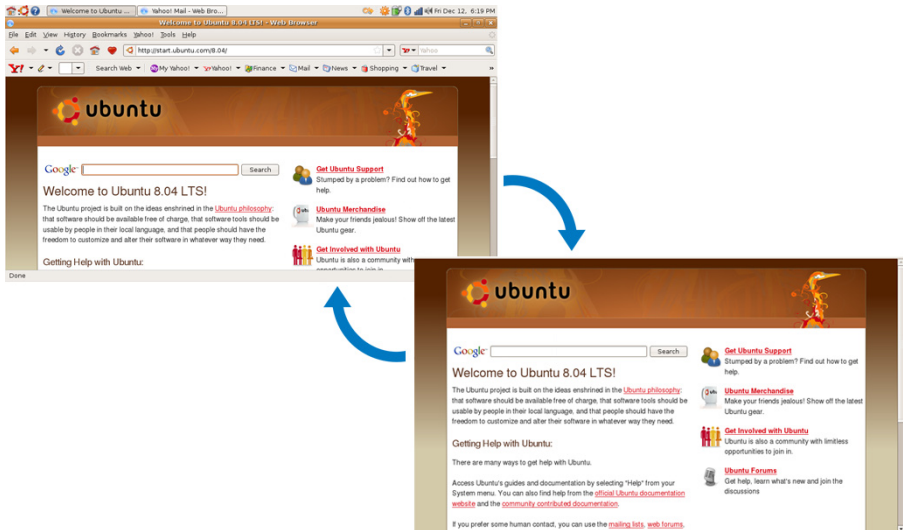 Welcome to Ubuntu ...
Yahoo! Mail - Web Bro...
Fri Dec 12, 6:19 PM
Welcome to Ubuntu 8.04 LTS! - Web Browser
File Edit View History Bookmarks Yahoo! Tools Help
http://start.ubuntu.com/8.04/
Yahoo
Y! Search Web My Yahoo! Yahoo! Finance Mail News Shopping Travel »
ubuntu
Google Search
Welcome to Ubuntu 8.04 LTS!
The Ubuntu project is built on the ideas enshrined in the Ubuntu philosophy:
that software should be available free of charge, that software tools should be
usable by people in their local language, and that people should have the
freedom to customize and alter their software in whatever way they need.
Getting Help with Ubuntu:
Get Ubuntu Support
Stumped by a problem? Find out how to get
help.
Ubuntu Merchandise
Make your friends jealous! Show off the latest
Ubuntu gear.
Get Involved with Ubuntu
Ubuntu is also a community with
opportunities to join in.
Done
ubuntu
Google Search
Welcome to Ubuntu 8.04 LTS!
The Ubuntu project is built on the ideas enshrined in the Ubuntu philosophy:
that software should be available free of charge, that software tools should be
usable by people in their local language, and that people should have the
freedom to customize and alter their software in whatever way they need.
Getting Help with Ubuntu:
There are many ways to get help with Ubuntu.
Access Ubuntu's guides and documentation by selecting "Help" from your
System menu. You can also find help from the official Ubuntu documentation
website and the community contributed documentation.
If you prefer some human contact, you can use the mailing lists, web forums,
Get Ubuntu Support
Stumped by a problem? Find out how to get
help.
Ubuntu Merchandise
Make your friends jealous! Show off the latest
Ubuntu gear.
Get Involved with Ubuntu
Ubuntu is also a community with limitless
opportunities to join in.
Ubuntu Forums
Get help, learn what's new and join the
discussions